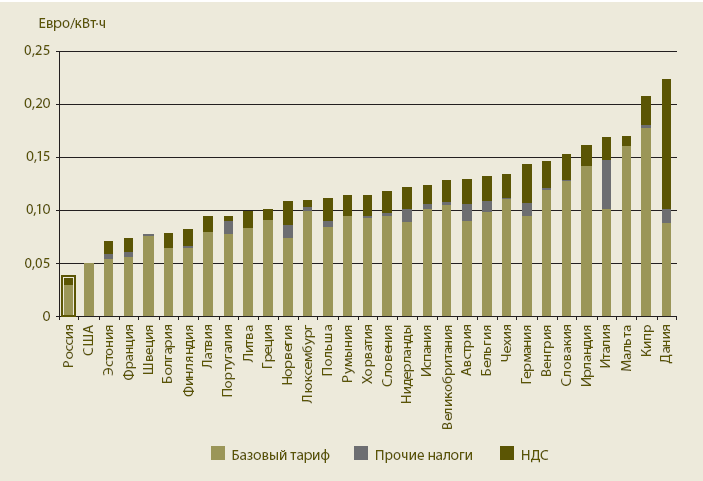 Евро/кВт·ч
0,25
0,20
0,15
0,10
0,05
0
Россия
США
Эстония
Франция
Швеция
Болгария
Финляндия
Латвия
Португалия
Литва
Греция
Норвегия
Люксембург
Польша
Румыния
Хорватия
Словения
Нидерланды
Испания
Великобритания
Австрия
Бельгия
Чехия
Германия
Венгрия
Словакия
Ирландия
Италия
Мальта
Кипр
Дания
Базовый тариф Прочие налоги НДС